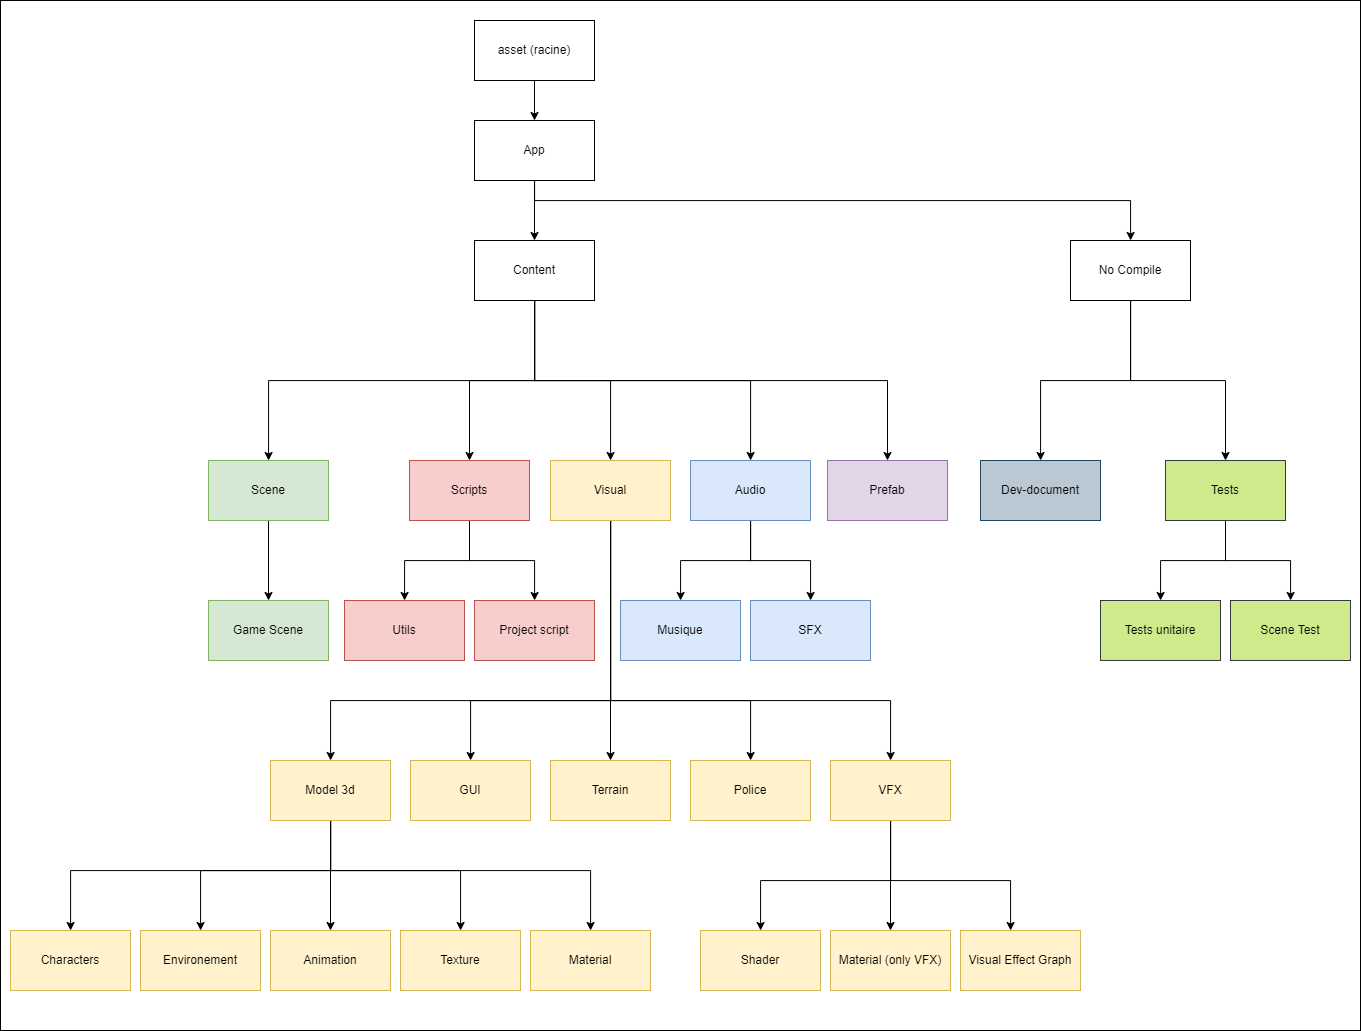 asset (racine)
App
Content
No Compile
Scene
Scripts
Visual
Audio
Prefab
Dev-document
Tests
Game Scene
Utils
Project script
Musique
SFX
Tests unitaire
Scene Test
Model 3d
GUI
Terrain
Police
VFX
Characters
Environement
Animation
Texture
Material
Shader
Material (only VFX)
Visual Effect Graph